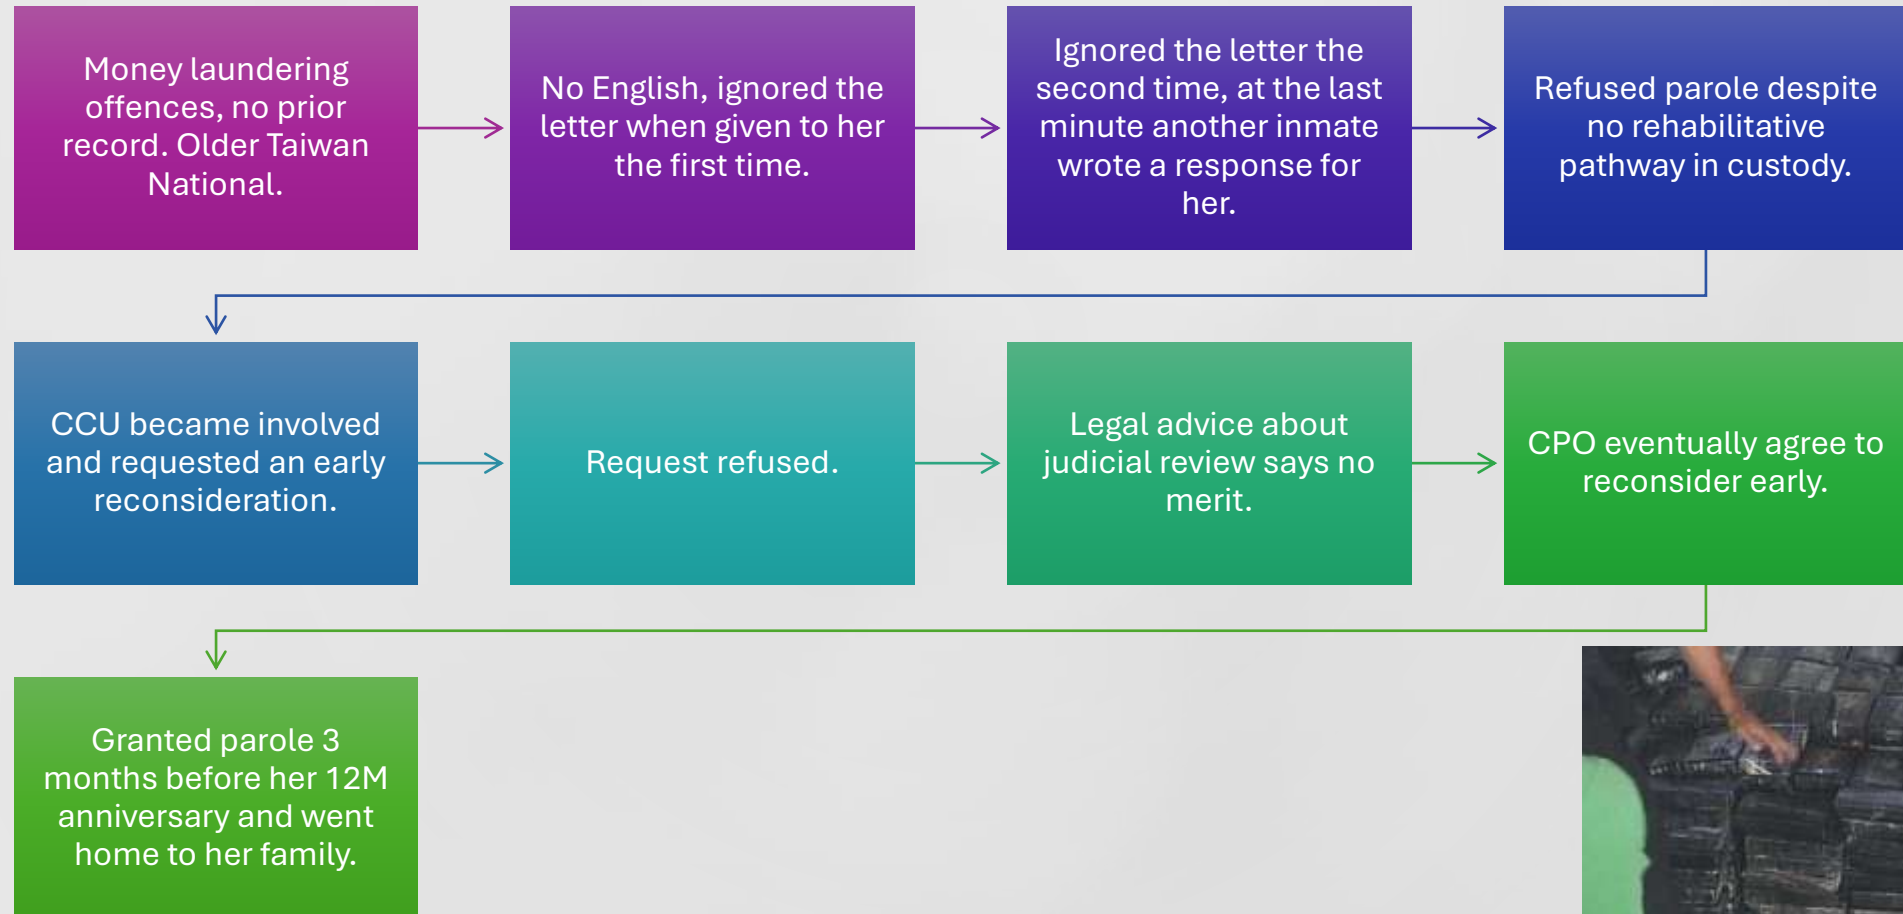 Money laundering
offences, no prior
record. Older Taiwan
National.
No English, ignored the
letter when given to her
the first time.
Ignored the letter the
second time, at the last
minute another inmate
wrote a response for
her.
Refused parole despite
no rehabilitative
pathway in custody.
CCU became involved
and requested an early
reconsideration.
Request refused.
Legal advice about
judicial review says no
merit.
CPO eventually agree to
reconsider early.
Granted parole 3
months before her 12M
anniversary and went
home to her family.